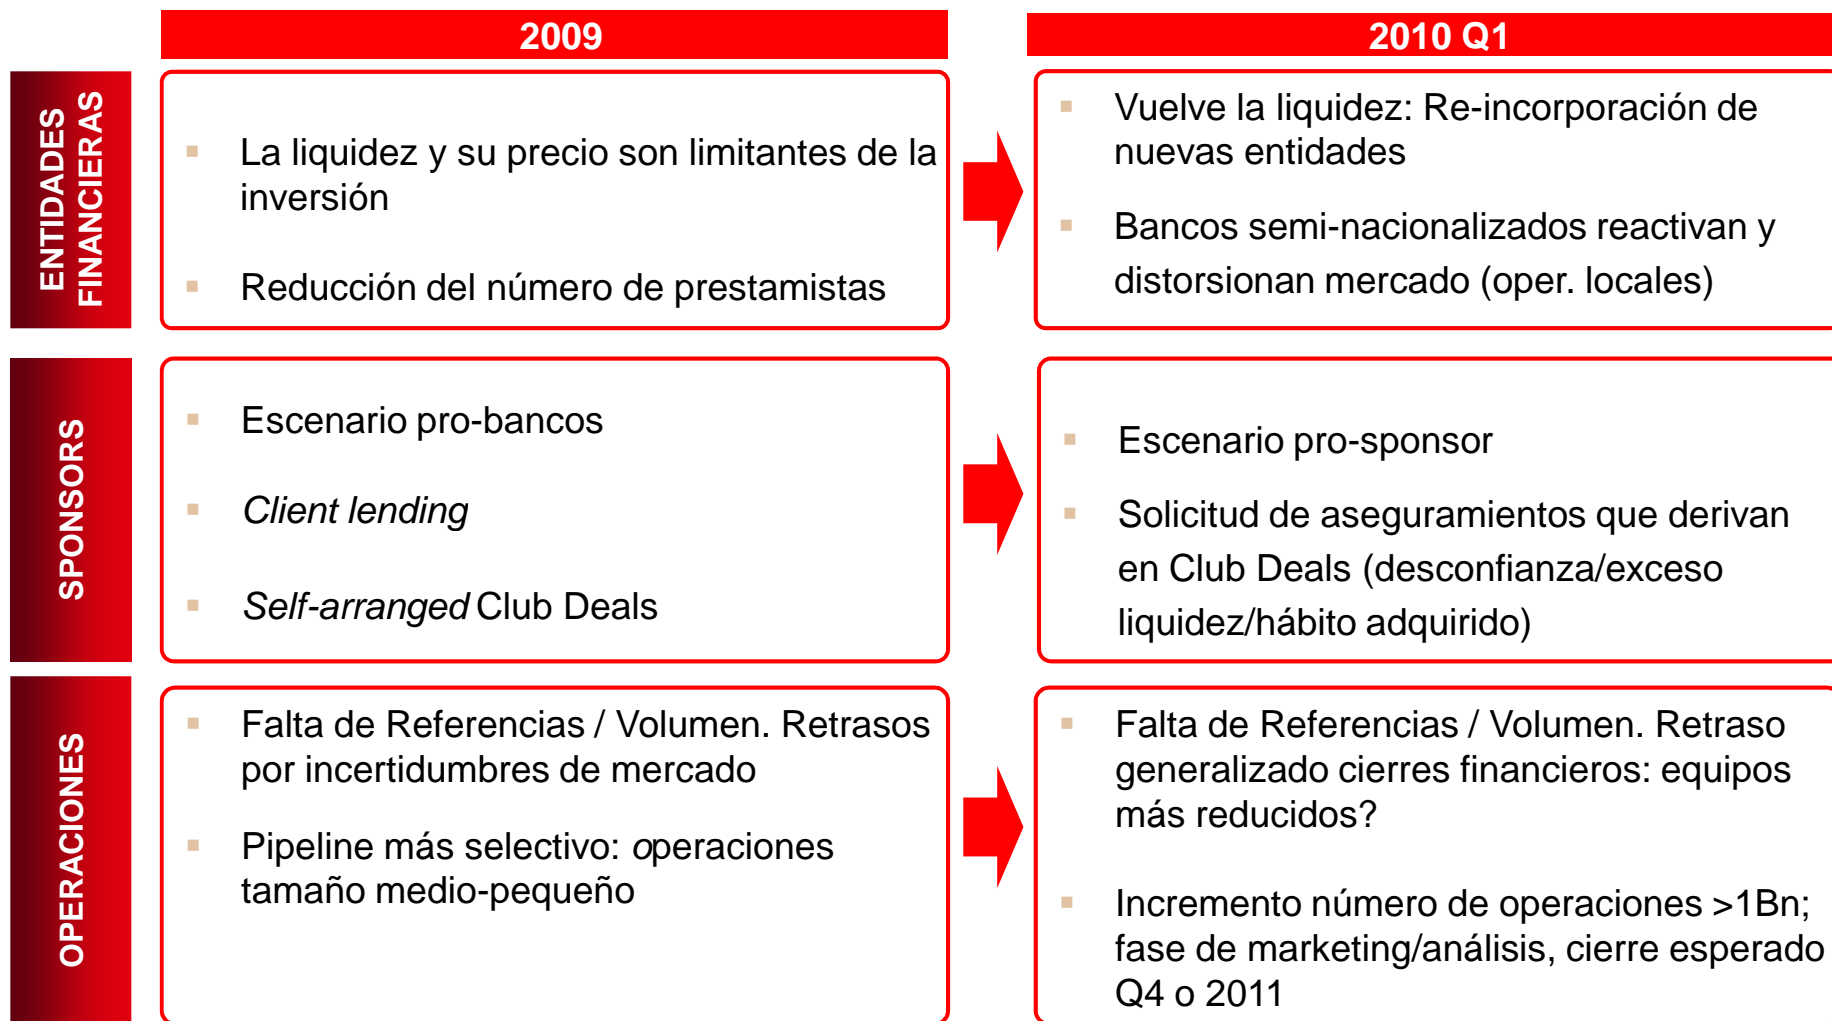 2009
2010 Q1
ENTIDADES
FINANCIERAS
La liquidez y su precio son limitantes de la
inversión
Reducción del número de prestamistas
Vuelve la liquidez: Re-incorporación de
nuevas entidades
Bancos semi-nacionalizados reactivan y
distorsionan mercado (oper. locales)
SPONSORS
Escenario pro-bancos
Client lending
Self-arranged Club Deals
Escenario pro-sponsor
Solicitud de aseguramientos que derivan
en Club Deals (desconfianza/exceso
liquidez/hábito adquirido)
OPERACIONES
Falta de Referencias / Volumen. Retrasos
por incertidumbres de mercado
Pipeline más selectivo: operaciones
tamaño medio-pequeño
Falta de Referencias / Volumen. Retraso
generalizado cierres financieros: equipos
más reducidos?
Incremento número de operaciones >1Bn;
fase de marketing/análisis, cierre esperado
Q4 o 2011